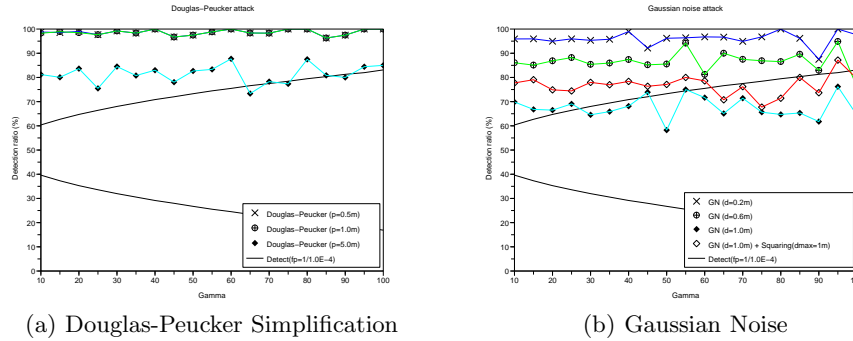 Douglas−Peucker attack
Detection ratio (%)
100
90
80
70
60
50
40
30
20
10
0
Douglas−Peucker (p=0.5m)
Douglas−Peucker (p=1.0m)
Douglas−Peucker (p=5.0m)
Detect(fp=1/1.0E−4)
10 20 30 40 50 60 70 80 90 100
Gamma
(a) Douglas-Peucker Simplification
Gaussian noise attack
Detection ratio (%)
100
90
80
70
60
50
40
30
20
10
0
GN (d=0.2m)
GN (d=0.6m)
GN (d=1.0m)
GN (d=1.0m) + Squaring(dmax=1m)
Detect(fp=1/1.0E−4)
10 20 30 40 50 60 70 80 90 100
Gamma
(b) Gaussian Noise